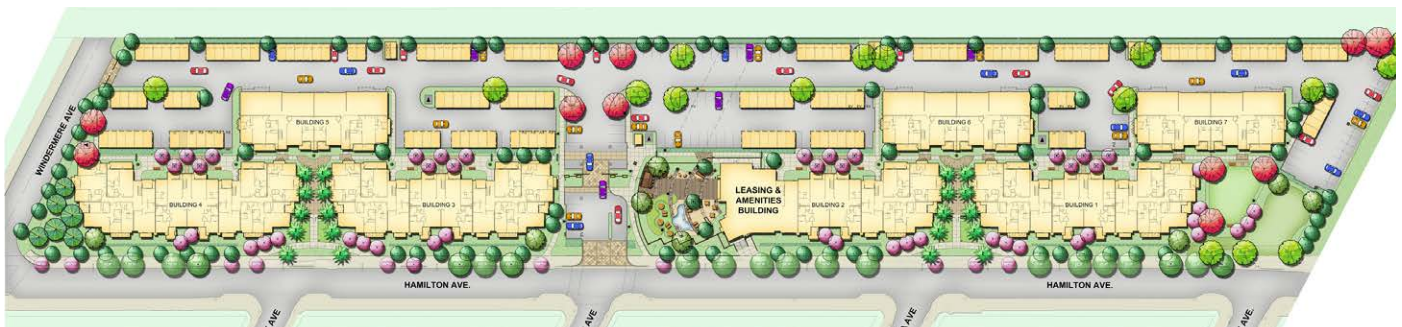 WINDERMERE AVE
BUILDING 5
BUILDING 6
BUILDING 7
BUILDING 4
BUILDING 3
LEASING &
AMENITIES
BUILDING
BUILDING 2
BUILDING 1
HAMILTON AVE.
HAMILTON AVE.
AVE
AVE
AVE
AVE.